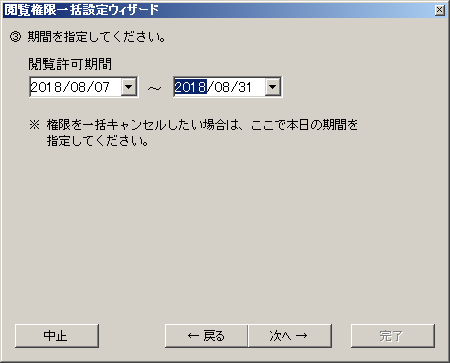 閲覧権限一括設定ウィザード
③ 期間を指定してください。
閲覧許可期間
2018/08/07 ～ 2018/08/31
※ 権限を一括キャンセルしたい場合は、ここで本日の期間を
指定してください。
中止 ← 戻る 次へ → 完了